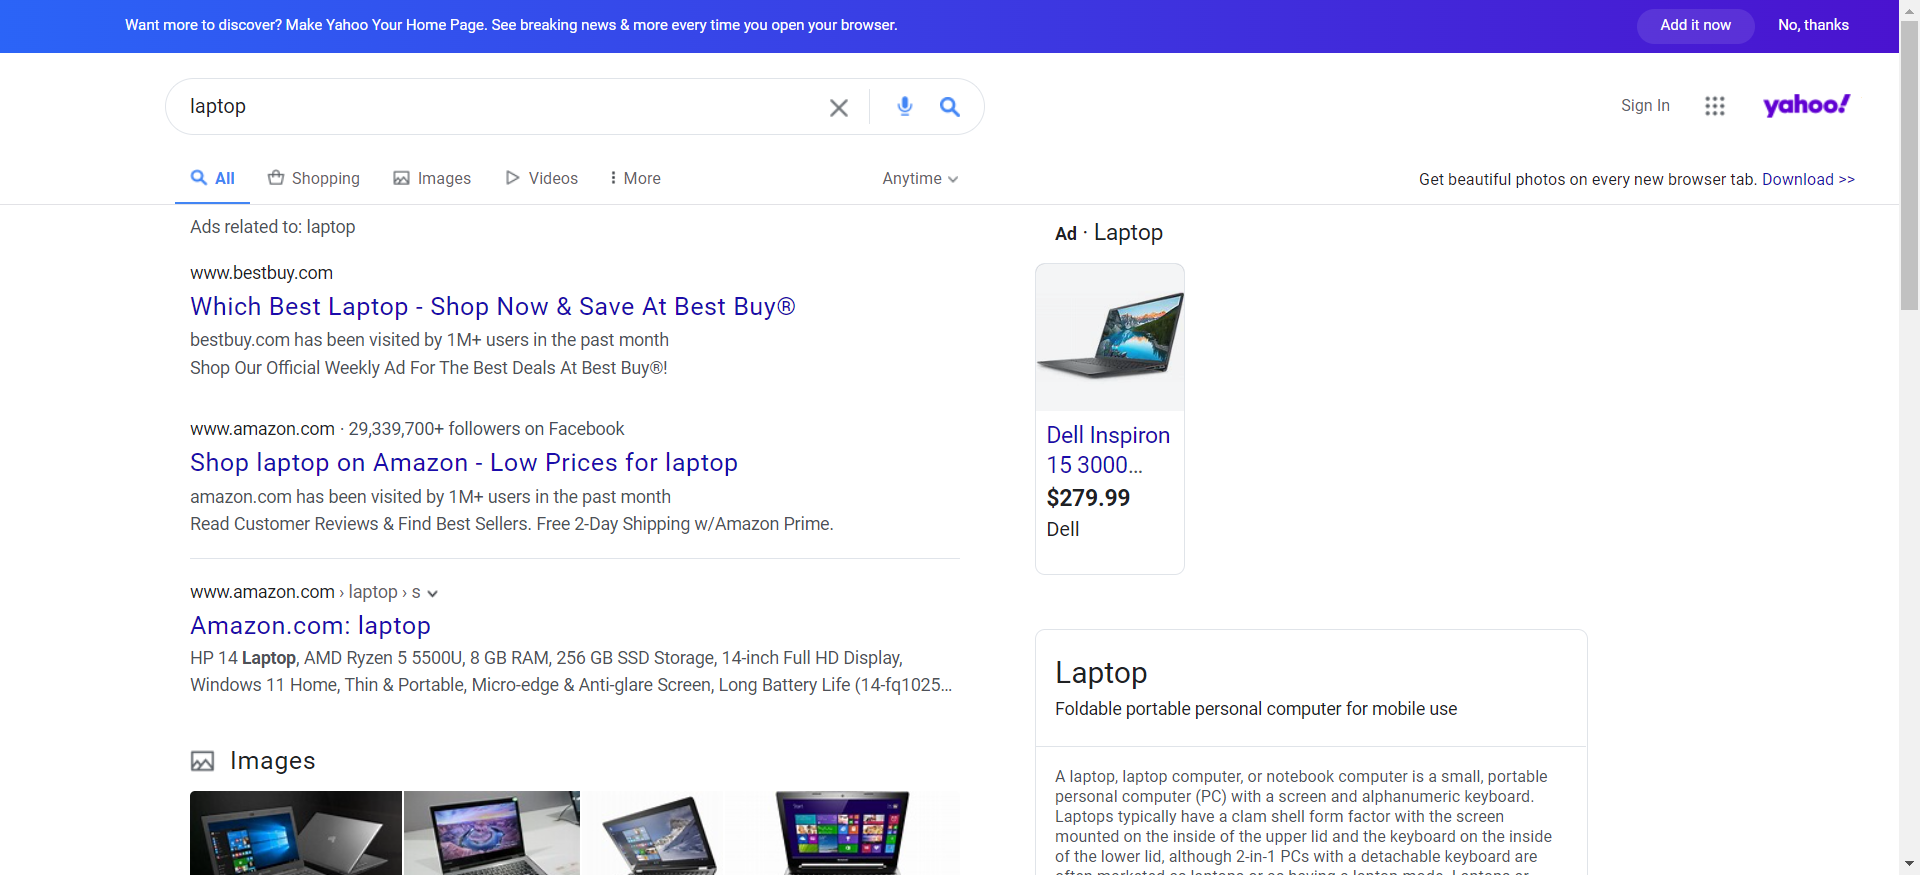 Want more to discover? Make Yahoo Your Home Page. See breaking news & more every time you open your browser.
Add it now
No, thanks
laptop
Sign In
yahoo!
All
Shopping
Images
Videos
More
Anytime
Get beautiful photos on every new browser tab. Download >>
Ads related to: laptop
www.bestbuy.com
Which Best Laptop - Shop Now & Save At Best Buy®
bestbuy.com has been visited by 1M+ users in the past month
Shop Our Official Weekly Ad For The Best Deals At Best Buy®!
www.amazon.com · 29,339,700+ followers on Facebook
Shop laptop on Amazon - Low Prices for laptop
amazon.com has been visited by 1M+ users in the past month
Read Customer Reviews & Find Best Sellers. Free 2-Day Shipping w/Amazon Prime.
www.amazon.com › laptop › s
Amazon.com: laptop
HP 14 Laptop, AMD Ryzen 5 5500U, 8 GB RAM, 256 GB SSD Storage, 14-inch Full HD Display,
Windows 11 Home, Thin & Portable, Micro-edge & Anti-glare Screen, Long Battery Life (14-fq1025...
Images
Ad · Laptop
Dell Inspiron
15 3000...
$279.99
Dell
Laptop
Foldable portable personal computer for mobile use
A laptop, laptop computer, or notebook computer is a small, portable
personal computer (PC) with a screen and alphanumeric keyboard.
Laptops typically have a clam shell form factor with the screen
mounted on the inside of the upper lid and the keyboard on the inside
of the lower lid, although 2-in-1 PCs with a detachable keyboard are